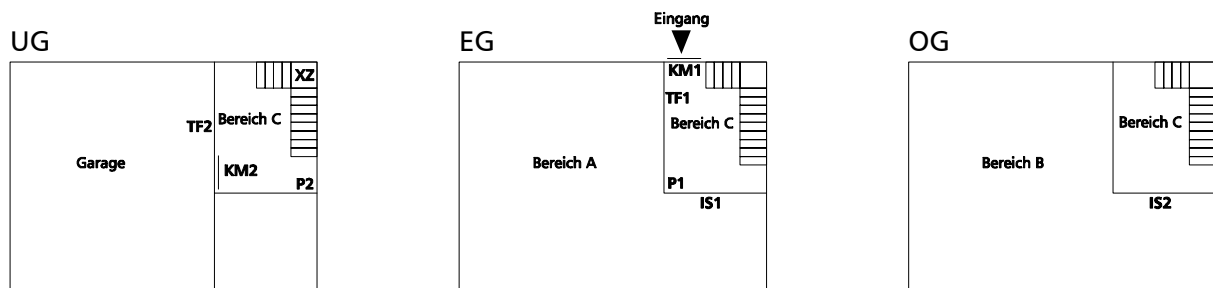 UG
XZ
Bereich C
TF2
Garage
KM2
P2
EG
Eingang
KM1
TF1
Bereich C
Bereich A
P1
IS1
OG
Bereich C
Bereich B
IS2